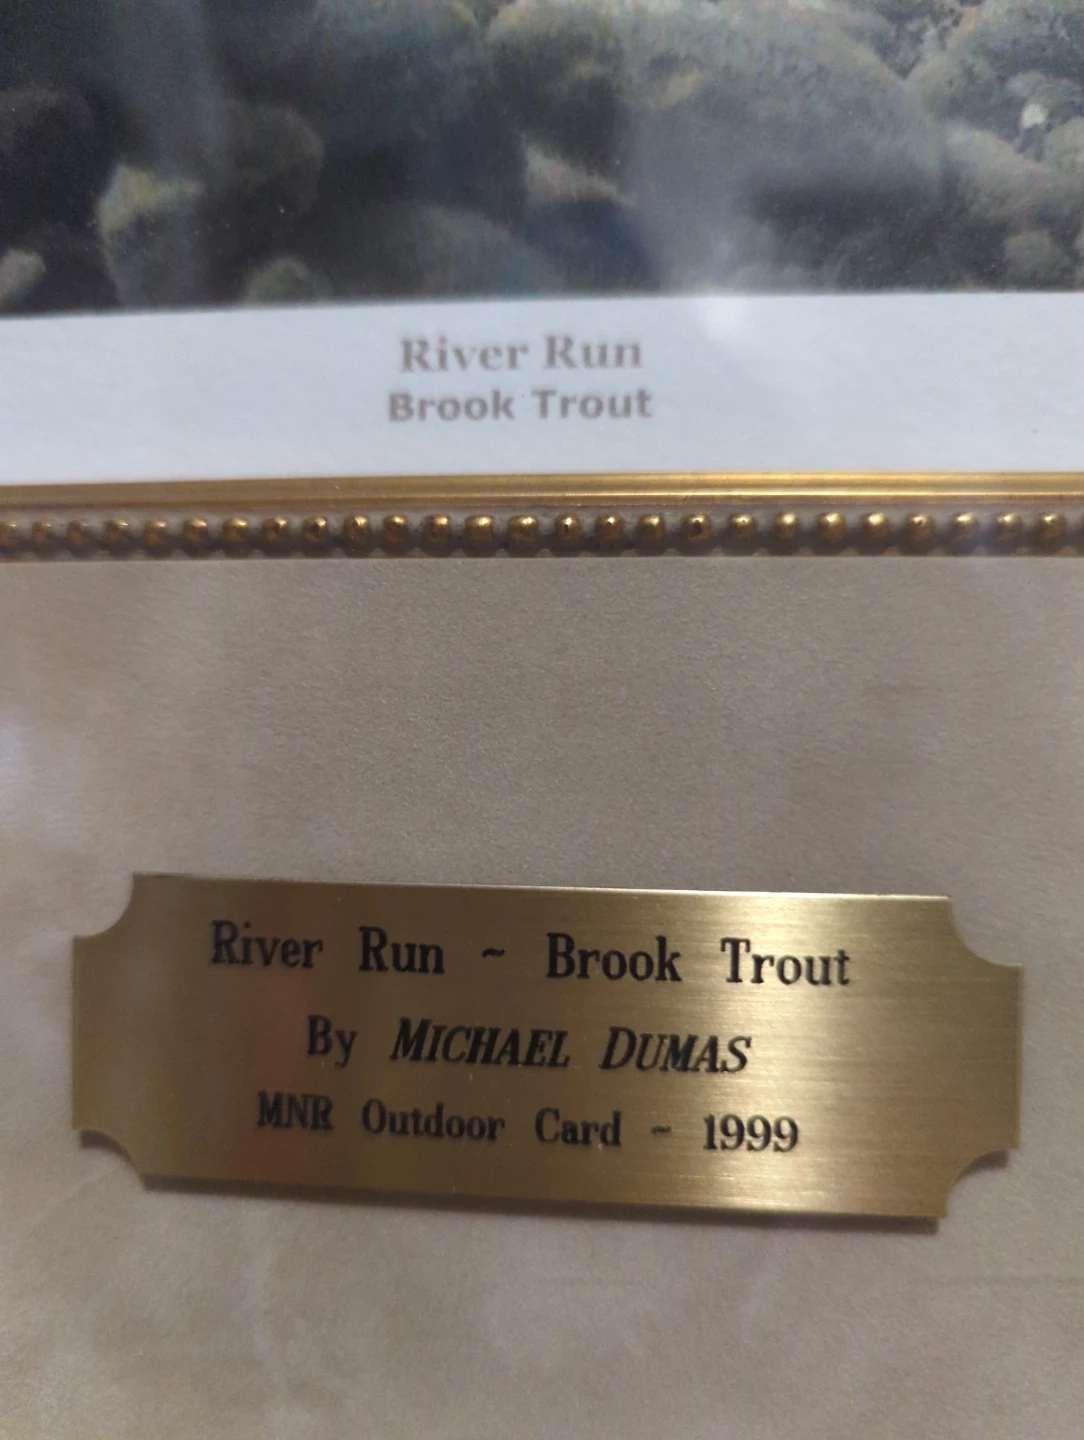 River Run
Brook Trout
River Run ~ Brook Trout
By MICHAEL DUMAS
MNR Outdoor Card ~ 1999